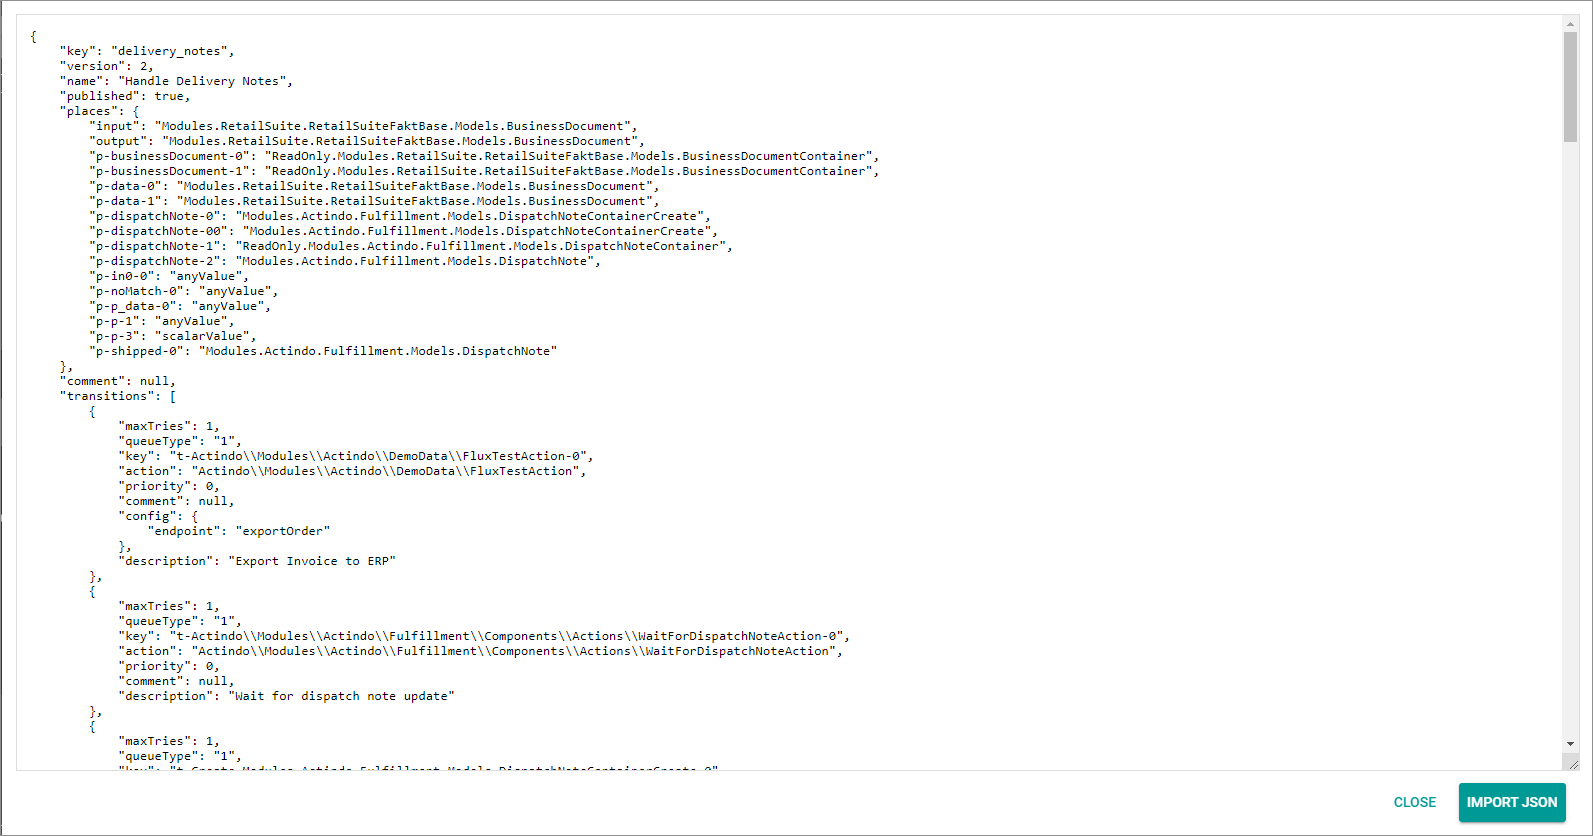 {
    "key": "delivery_notes",
    "version": 2,
    "name": "Handle Delivery Notes",
    "published": true,
    "places": {
        "input": "Modules.RetailSuite.RetailSuiteFaktBase.Models.BusinessDocument",
        "output": "Modules.RetailSuite.RetailSuiteFaktBase.Models.BusinessDocument",
        "p-businessDocument-0": "ReadOnly.Modules.RetailSuite.RetailSuiteFaktBase.Models.BusinessDocumentContainer",
        "p-businessDocument-1": "ReadOnly.Modules.RetailSuite.RetailSuiteFaktBase.Models.BusinessDocumentContainer",
        "p-data-0": "Modules.RetailSuite.RetailSuiteFaktBase.Models.BusinessDocument",
        "p-data-1": "Modules.RetailSuite.RetailSuiteFaktBase.Models.BusinessDocument",
        "p-dispatchNote-0": "Modules.Actindo.Fulfillment.Models.DispatchNoteContainerCreate",
        "p-dispatchNote-00": "Modules.Actindo.Fulfillment.Models.DispatchNoteContainerCreate",
        "p-dispatchNote-1": "ReadOnly.Modules.Actindo.Fulfillment.Models.DispatchNoteContainer",
        "p-dispatchNote-2": "Modules.Actindo.Fulfillment.Models.DispatchNote",
        "p-in0-0": "anyValue",
        "p-noMatch-0": "anyValue",
        "p-p_data-0": "anyValue",
        "p-p-1": "anyValue",
        "p-p-3": "scalarValue",
        "p-shipped-0": "Modules.Actindo.Fulfillment.Models.DispatchNote"
    },
    "comment": null,
    "transitions": [
        {
            "maxTries": 1,
            "queueType": "1",
            "key": "t-Actindo\\Modules\\Actindo\\DemoData\\FluxTestAction-0",
            "action": "Actindo\\Modules\\Actindo\\DemoData\\FluxTestAction",
            "priority": 0,
            "comment": null,
            "config": {
                "endpoint": "exportOrder"
            },
            "description": "Export Invoice to ERP"
        },
        {
            "maxTries": 1,
            "queueType": "1",
            "key": "t-Actindo\\Modules\\Actindo\\Fulfillment\\Components\\Actions\\WaitForDispatchNoteAction-0",
            "action": "Actindo\\Modules\\Actindo\\Fulfillment\\Components\\Actions\\WaitForDispatchNoteAction",
            "priority": 0,
            "comment": null,
            "description": "Wait for dispatch note update"
        },
        {
            "maxTries": 1,
            "queueType": "1",
            "key": "t-Create.Modules.Actindo.Fulfillment.Models.DispatchNoteContainerCreate-0",
CLOSE
IMPORT JSON